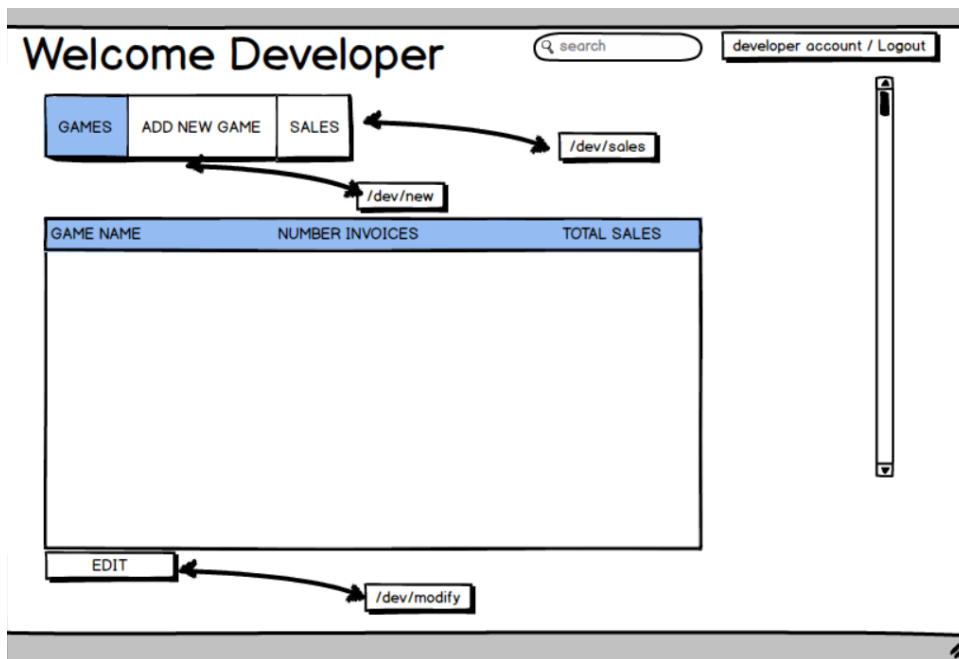 Welcome Developer
search
developer account / Logout
GAMES
ADD NEW GAME
SALES
/dev/sales
/dev/new
GAME NAME
NUMBER INVOICES
TOTAL SALES
EDIT
/dev/modify